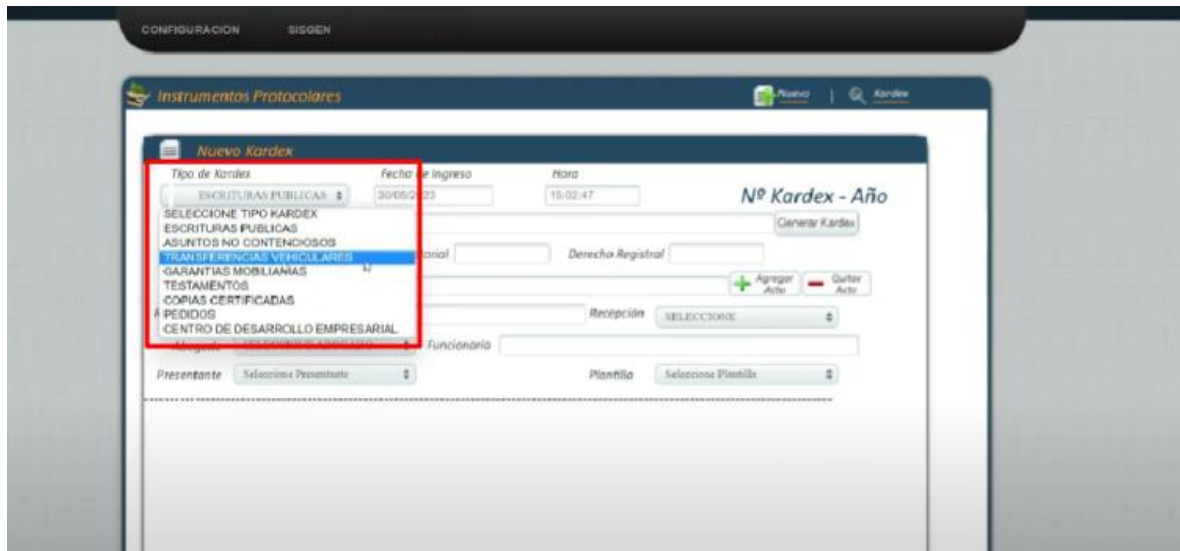 CONFIGURACION SISGEN
Instrumentos Protocolares Nuevo | Kardex
Nuevo Kardex
Tipo de Kardex Fecha de Ingreso Hora
ESCRITURAS PUBLICAS 30/05/2023 15:02:47 Nº Kardex - Año
SELECCIONE TIPO KARDEX
ESCRITURAS PUBLICAS Generar Kardex
ASUNTOS NO CONTENCIOSOS
TRANSFERENCIAS VEHICULARES Derecho Registral
GARANTIAS MOBILIARIAS
TESTAMENTOS Agregar Acto Quitar Acto
COPIAS CERTIFICADAS
PEDIDOS Recepción SELECCIONE
CENTRO DE DESARROLLO EMPRESARIAL
Funcionario
Presentante Seleccione Presentante Plantilla Seleccione Plantilla